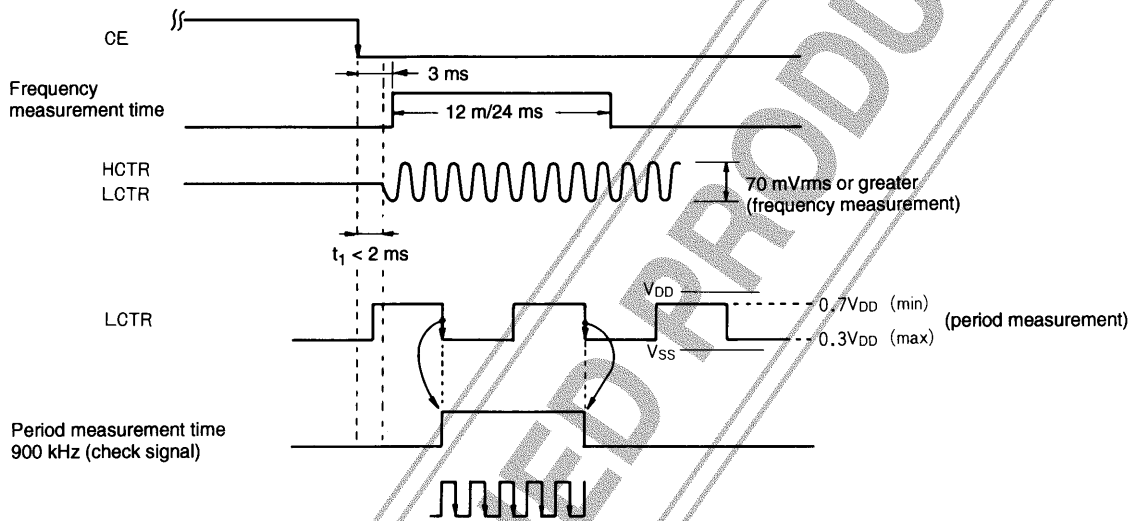 CE
3 ms
Frequency
measurement time
12 m/24 ms
HCTR
LCTR
70 mVrms or greater
(frequency measurement)
t1 < 2 ms
VDD
0.7VDD (min)
LCTR
(period measurement)
0.3VDD (max)
VSS
Period measurement time
900 kHz (check signal)